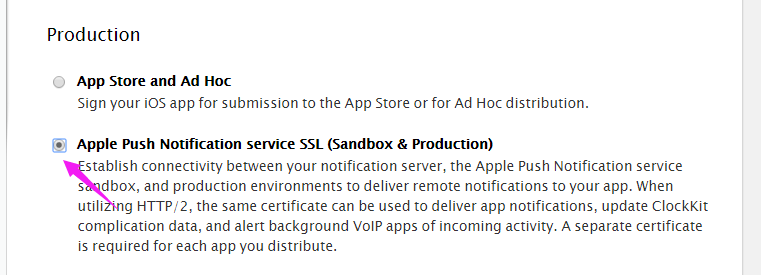 Production
App Store and Ad Hoc
Sign your iOS app for submission to the App Store or for Ad Hoc distribution.
Apple Push Notification service SSL (Sandbox & Production)
Establish connectivity between your notification server, the Apple Push Notification service
sandbox, and production environments to deliver remote notifications to your app. When
utilizing HTTP/2, the same certificate can be used to deliver app notifications, update ClockKit
complication data, and alert background VoIP apps of incoming activity. A separate certificate
is required for each app you distribute.